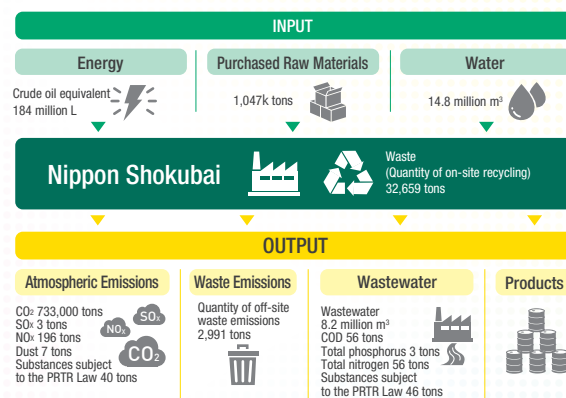 INPUT
Energy
Crude oil equivalent
184 million L
Purchased Raw Materials
1,047k tons
Water
14.8 million m³
Nippon Shokubai
Waste
(Quantity of on-site recycling)
32,659 tons
OUTPUT
Atmospheric Emissions
CO₂ 733,000 tons
SOx 3 tons
NOx 196 tons
Dust 7 tons
Substances subject
to the PRTR Law 40 tons
NOx
SOx
CO₂
Waste Emissions
Quantity of off-site
waste emissions
2,991 tons
Wastewater
Wastewater
8.2 million m³
COD 56 tons
Total phosphorus 3 tons
Total nitrogen 56 tons
Substances subject
to the PRTR Law 46 tons
Products